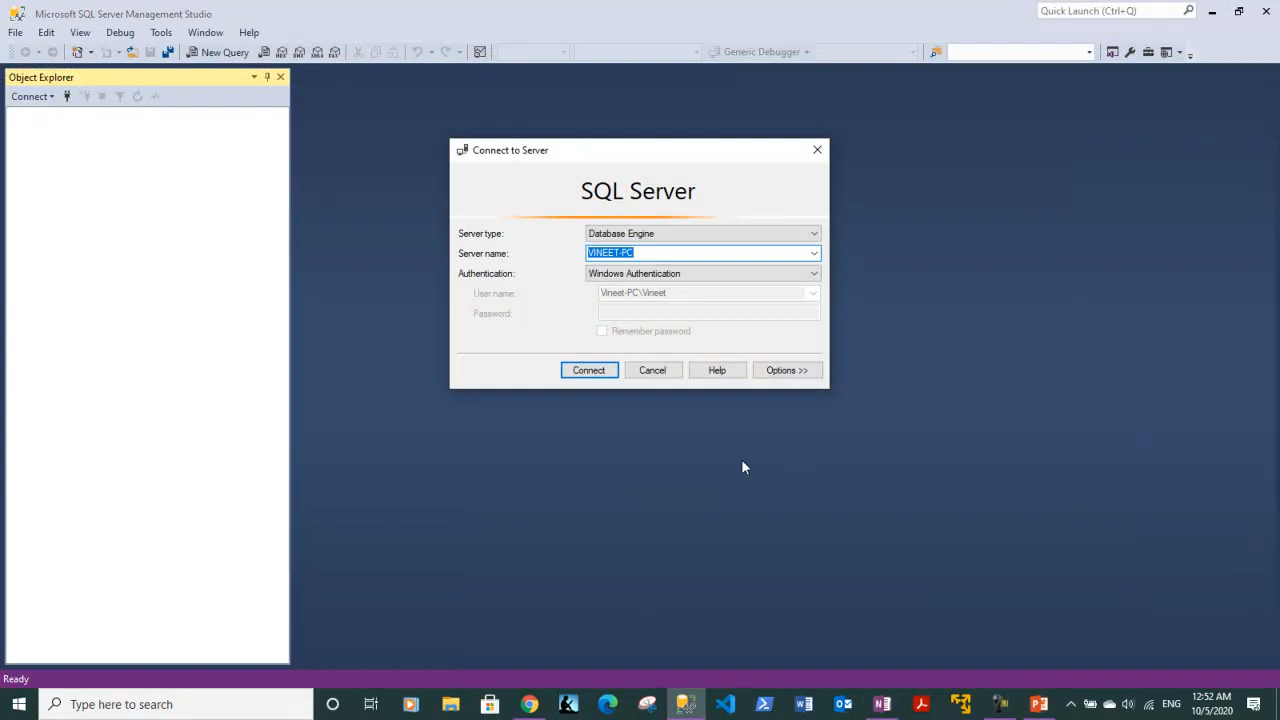 Microsoft SQL Server Management Studio
Quick Launch (Ctrl+Q)
File Edit View Debug Tools Window Help
New Query
Generic Debugger
Object Explorer
Connect
Connect to Server
SQL Server
Server type: Database Engine
Server name: VINEET-PC
Authentication: Windows Authentication
User name: Vineet-PC\Vineet
Password:
Remember password
Connect Cancel Help Options >>
Ready
Type here to search
ENG
12:52 AM
10/5/2020